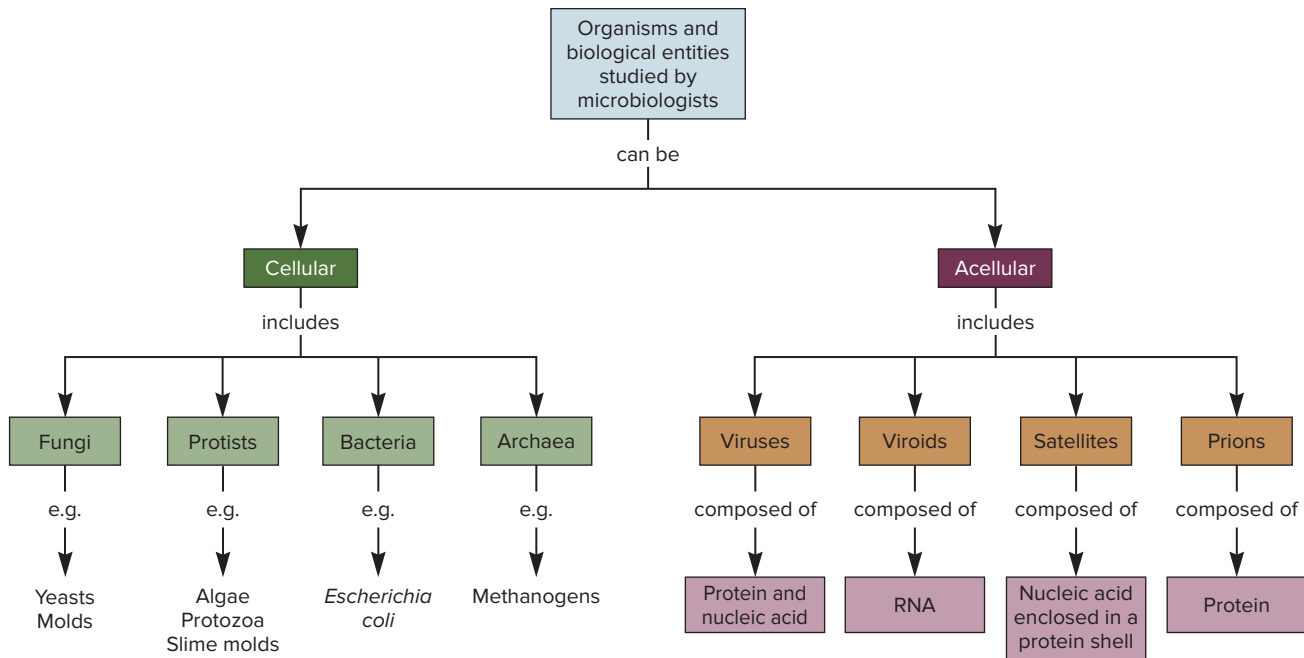 Organisms and
biological entities
studied by
microbiologists
can be
Cellular
Acellular
includes
includes
Fungi
Protists
Bacteria
Archaea
Viruses
Viroids
Satellites
Prions
e.g.
e.g.
e.g.
e.g.
composed of
composed of
composed of
composed of
Yeasts
Molds
Algae
Protozoa
Slime molds
Escherichia
coli
Methanogens
Protein and
nucleic acid
RNA
Nucleic acid
enclosed in a
protein shell
Protein